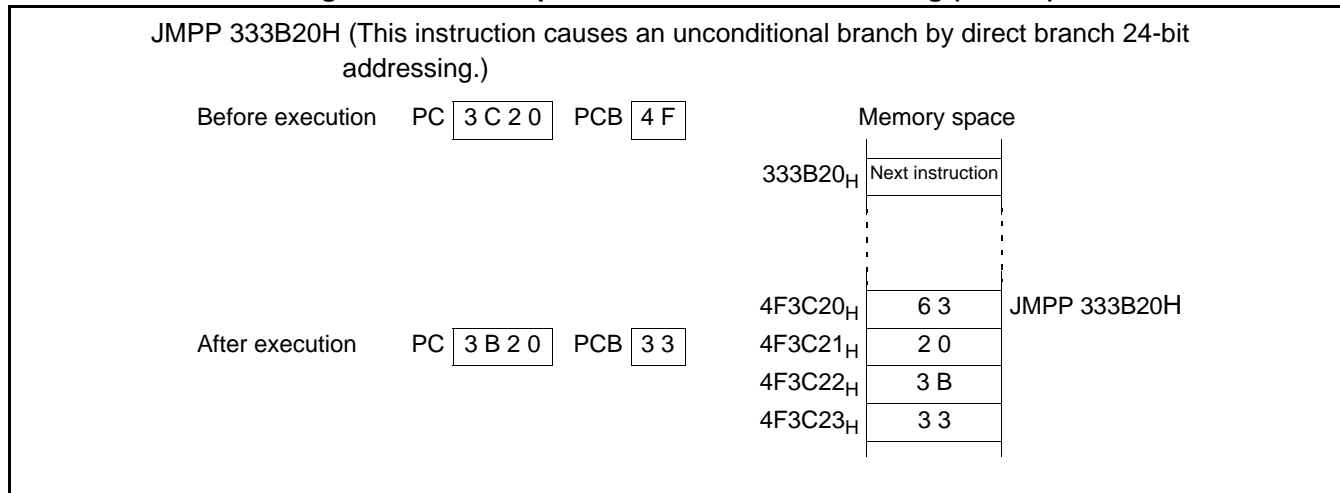 JMPP 333B20H (This instruction causes an unconditional branch by direct branch 24-bit
addressing.)
Before execution PC 3 C 2 0 PCB 4 F Memory space
333B20H Next instruction
4F3C20H 6 3 JMPP 333B20H
After execution PC 3 B 2 0 PCB 3 3 4F3C21H 2 0
4F3C22H 3 B
4F3C23H 3 3